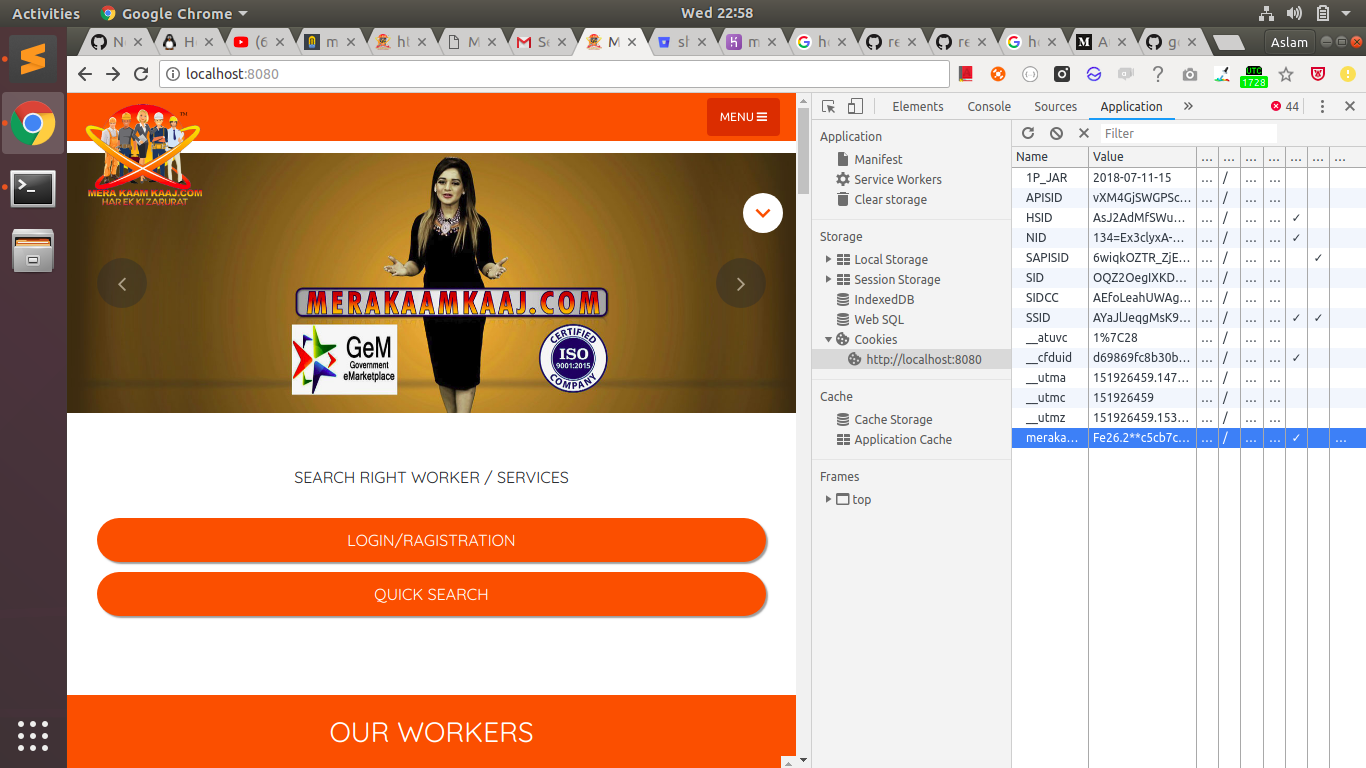 Activities Google Chrome Wed 22:58
N H (6 m hl M Se M sl m ho re re ho A g Aslam
localhost:8080 UTC 1728
MENU
TM
MERA KAAM KAAJ.COM
HAR EK KI ZARURAT
MERAKAAMKAAJ.COM
GeM
Government
eMarketplace
CERTIFIED
ISO
9001:2015
COMPANY
SEARCH RIGHT WORKER / SERVICES
LOGIN/RAGISTRATION
QUICK SEARCH
OUR WORKERS
Elements Console Sources Application » 44
Application
Manifest
Service Workers
Clear storage
Storage
Local Storage
Session Storage
IndexedDB
Web SQL
Cookies
http://localhost:8080
Cache
Cache Storage
Application Cache
Frames
top
Filter
Name Value ... ... ... ... ... ... ...
1P_JAR 2018-07-11-15 ... / ... ...
APISID vXM4GjSWGPSc... ... / ... ...
HSID AsJ2AdMfSWu... ... / ... ... ✓
NID 134=Ex3clyxA-... ... / ... ... ✓
SAPISID 6wiqkOZTR_ZjE... ... / ... ... ✓
SID OQZ2OegIXKD... ... / ... ...
SIDCC AEfoLeahUWAg... ... / ... ...
SSID AYaJlJeqgMsK9... ... / ... ... ✓ ✓
__atuvc 1%7C28 ... / ... ...
__cfduid d69869fc8b30b... ... / ... ... ✓
__utma 151926459.147... ... / ... ...
__utmc 151926459 ... / ... ...
__utmz 151926459.153... ... / ... ...
meraka... Fe26.2**c5cb7c... ... / ... ... ✓ ...